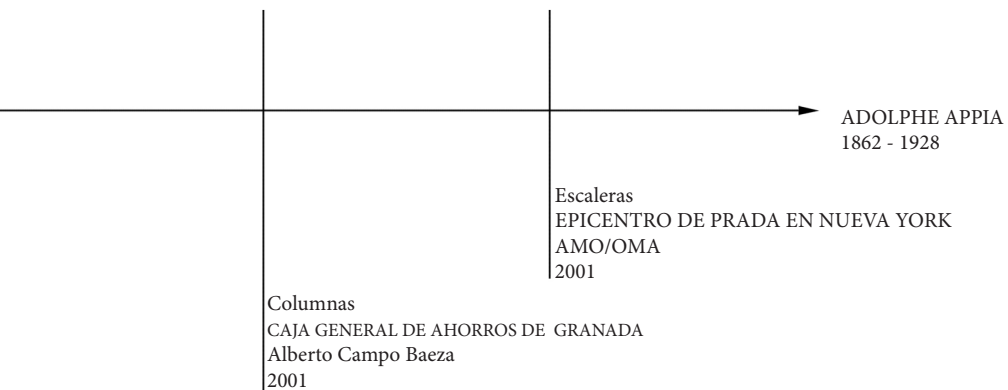 ADOLPHE APPIA
1862 - 1928
Escaleras
EPICENTRO DE PRADA EN NUEVA YORK
AMO/OMA
2001
Columnas
CAJA GENERAL DE AHORROS DE GRANADA
Alberto Campo Baeza
2001